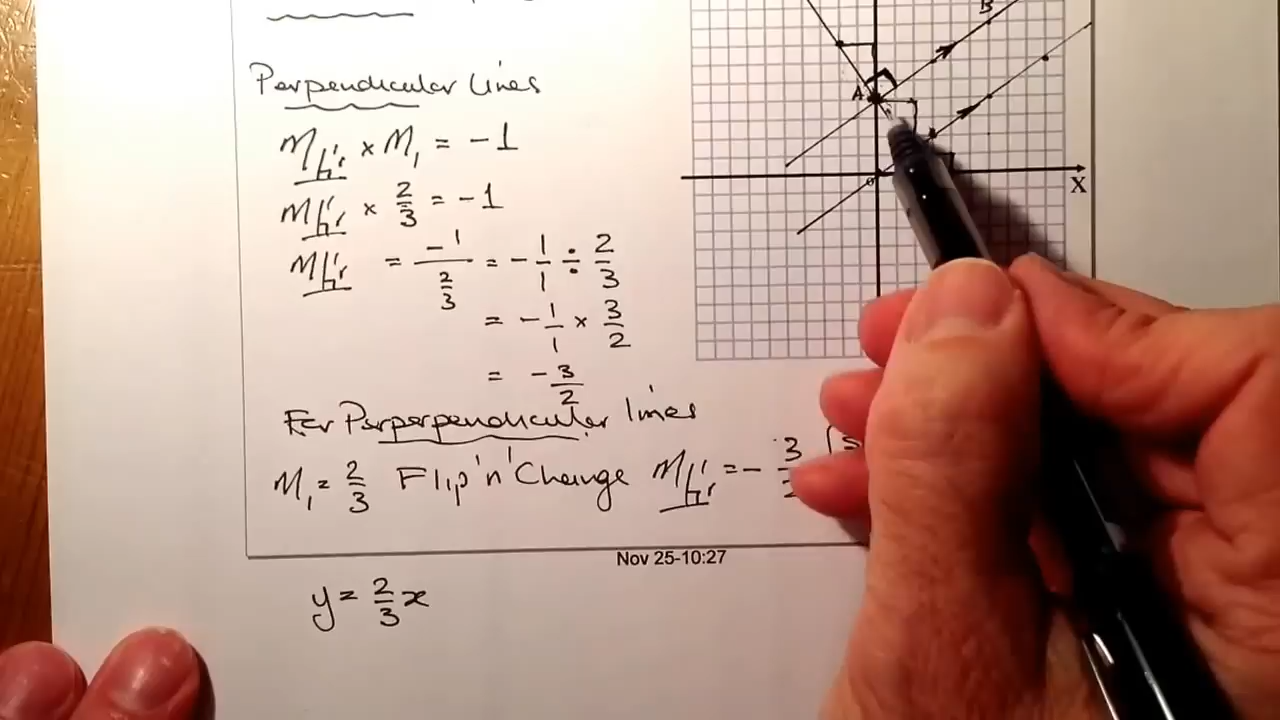 Perpendicular lines
M⊥'r × M₁ = -1
M⊥'r × 2/3 = -1
M⊥'r = -1/(2/3) = -1/1 ÷ 2/3
= -1/1 × 3/2
= -3/2
For Perperpendicular lines
M₁ = 2/3 Flip 'n' Change M⊥'r = -3/
Nov 25-10:27
y = 2/3 x
B
A
o
X